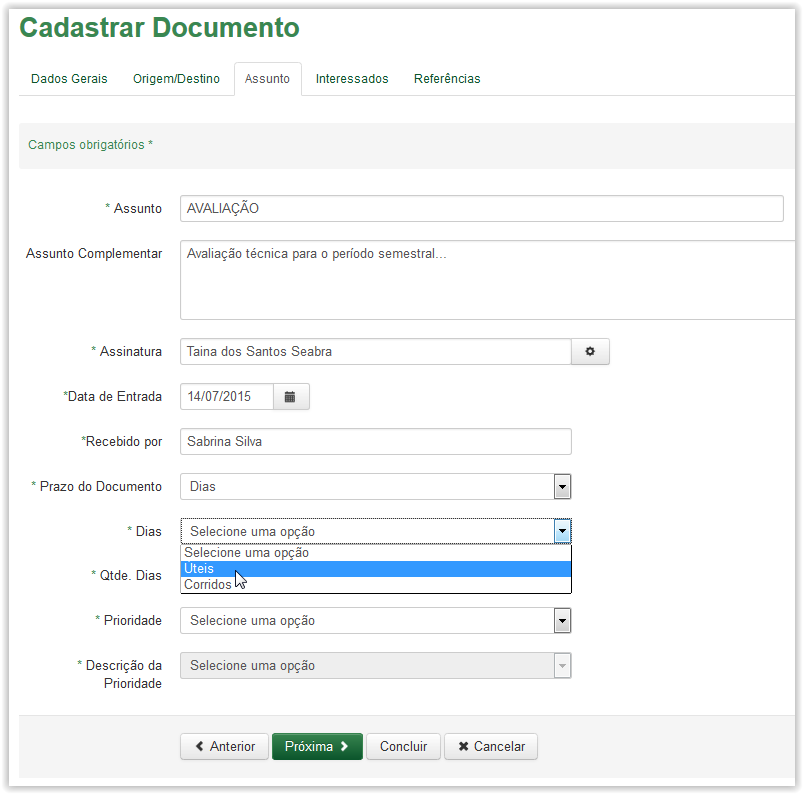 Cadastrar Documento
Dados Gerais Origem/Destino Assunto Interessados Referências
Campos obrigatórios *
* Assunto AVALIAÇÃO
Assunto Complementar Avaliação técnica para o período semestral...
* Assinatura Taina dos Santos Seabra
*Data de Entrada 14/07/2015
*Recebido por Sabrina Silva
* Prazo do Documento Dias
* Dias Selecione uma opção
Selecione uma opção
Úteis
* Qtde. Dias
Corridos
* Prioridade Selecione uma opção
* Descrição da Prioridade Selecione uma opção
Anterior Próxima Concluir Cancelar